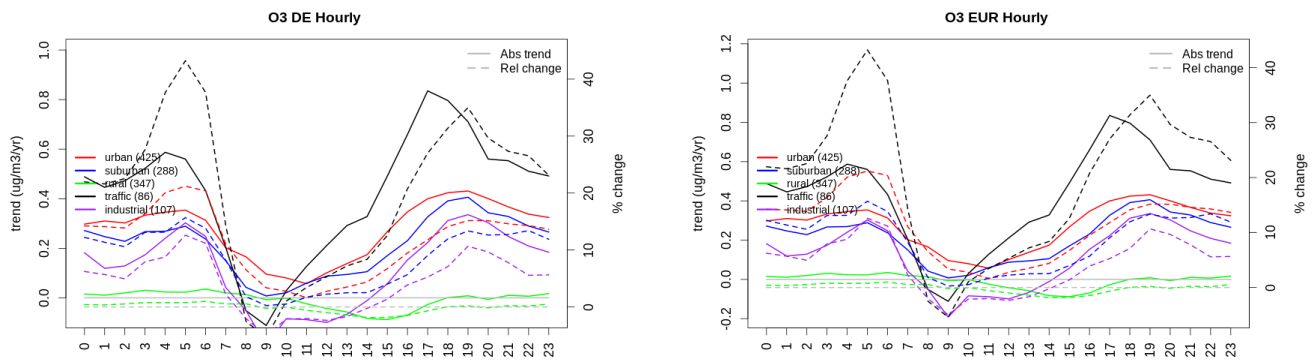 O3 DE Hourly
trend (ug/m3/yr)
0.0
0.2
0.4
0.6
0.8
1.0
Abs trend
Rel change
urban (425)
suburban (288)
rural (347)
traffic (86)
industrial (107)
0
10
20
30
40
% change
0 1 2 3 4 5 6 7 8 9 10 11 12 13 14 15 16 17 18 19 20 21 22 23
O3 EUR Hourly
trend (ug/m3/yr)
-0.2
0.0
0.2
0.4
0.6
0.8
1.0
1.2
Abs trend
Rel change
urban (425)
suburban (288)
rural (347)
traffic (86)
industrial (107)
0
10
20
30
40
% change
0 1 2 3 4 5 6 7 8 9 10 11 12 13 14 15 16 17 18 19 20 21 22 23